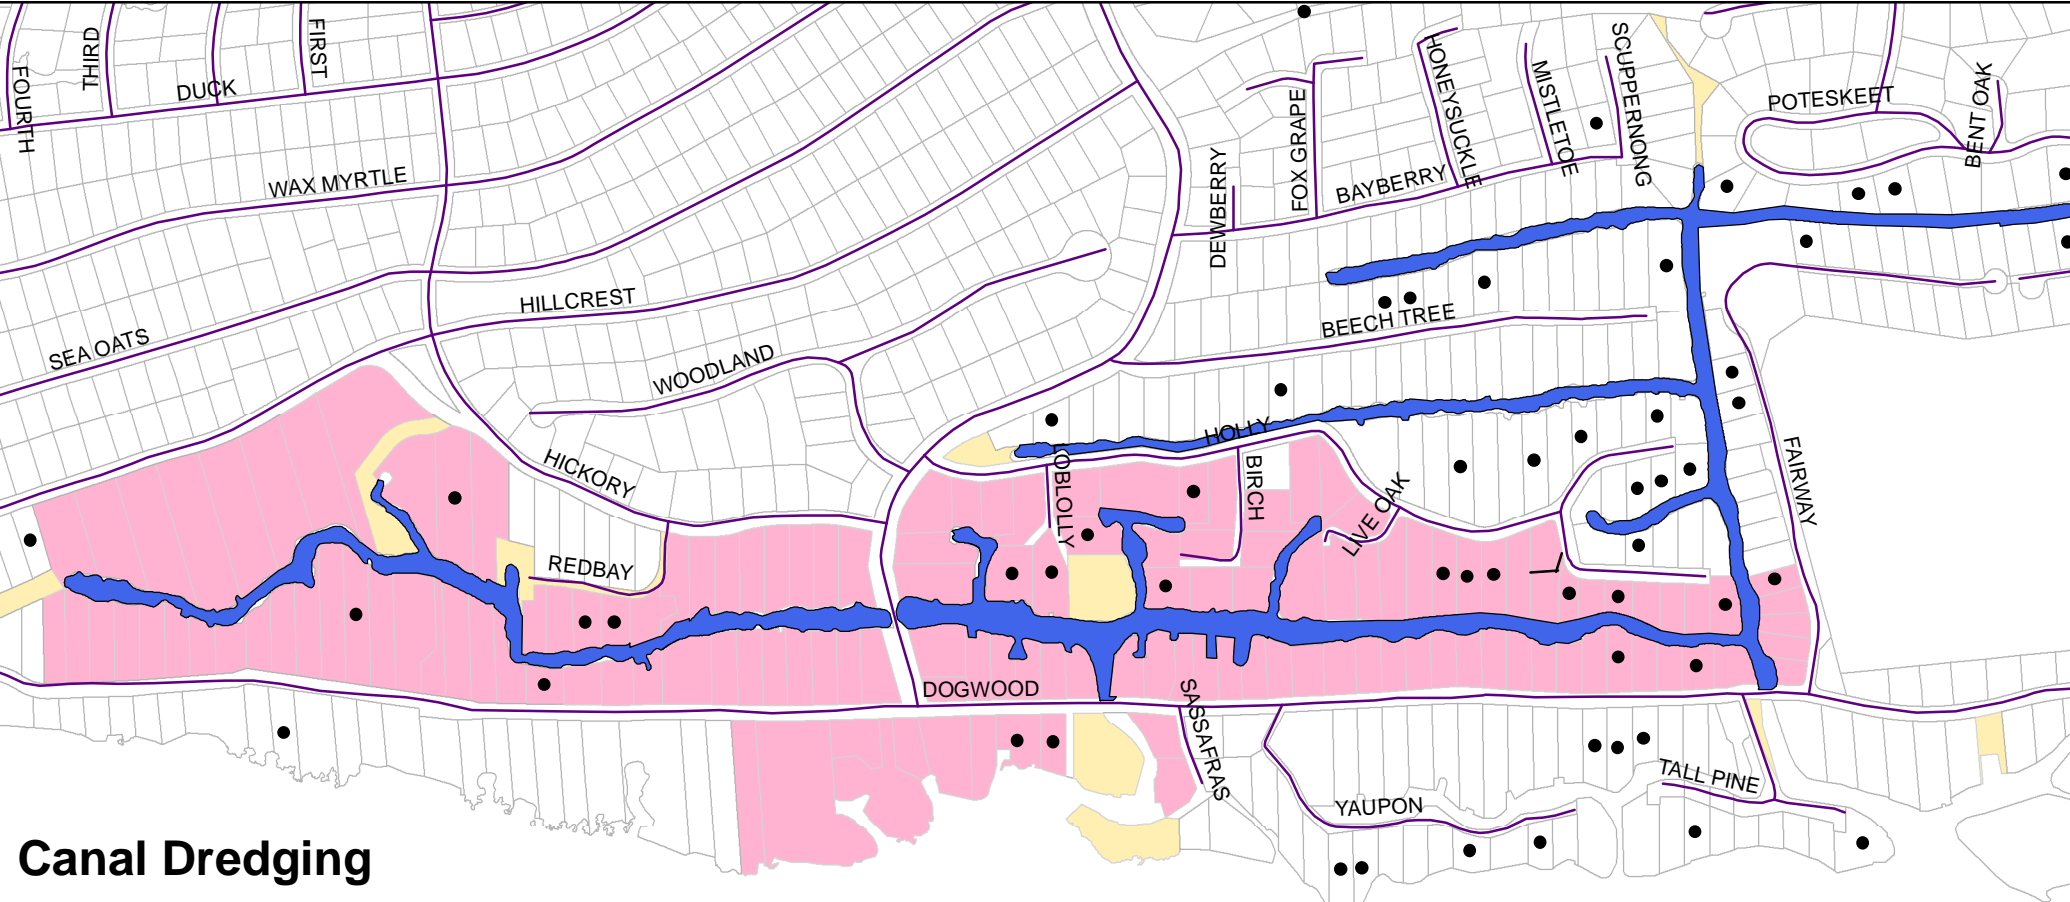 FOURTH
THIRD
DUCK
FIRST
WAX MYRTLE
SEA OATS
HILLCREST
WOODLAND
HICKORY
REDBAY
DOGWOOD
DEWBERRY
FOX GRAPE
HONEYSUCKLE
MISTLETOE
SCUPPERNONG
BAYBERRY
POTESKEET
BENT OAK
BEECH TREE
HOLLY
LOBLOLLY
BIRCH
LIVE OAK
FAIRWAY
SASSAFRAS
YAUPON
TALL PINE
Canal Dredging